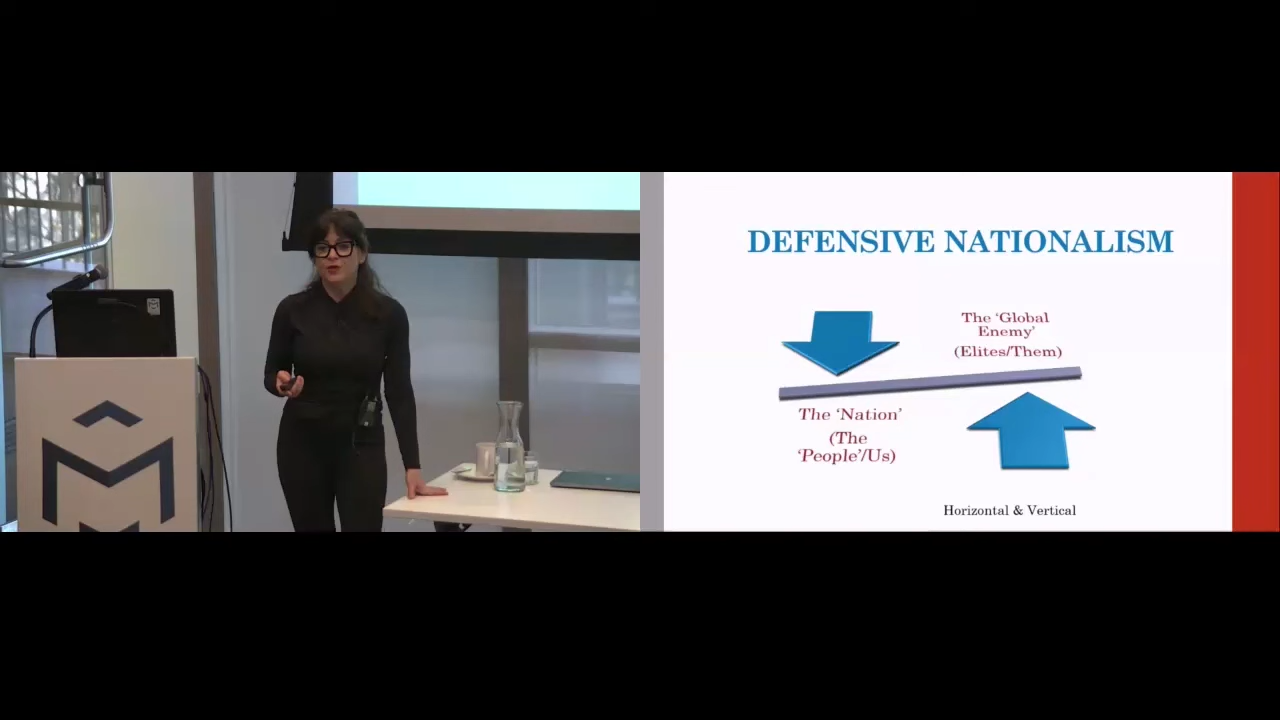 DEFENSIVE NATIONALISM
The ‘Global
Enemy’
(Elites/Them)
The ‘Nation’
(The
‘People’/Us)
Horizontal & Vertical